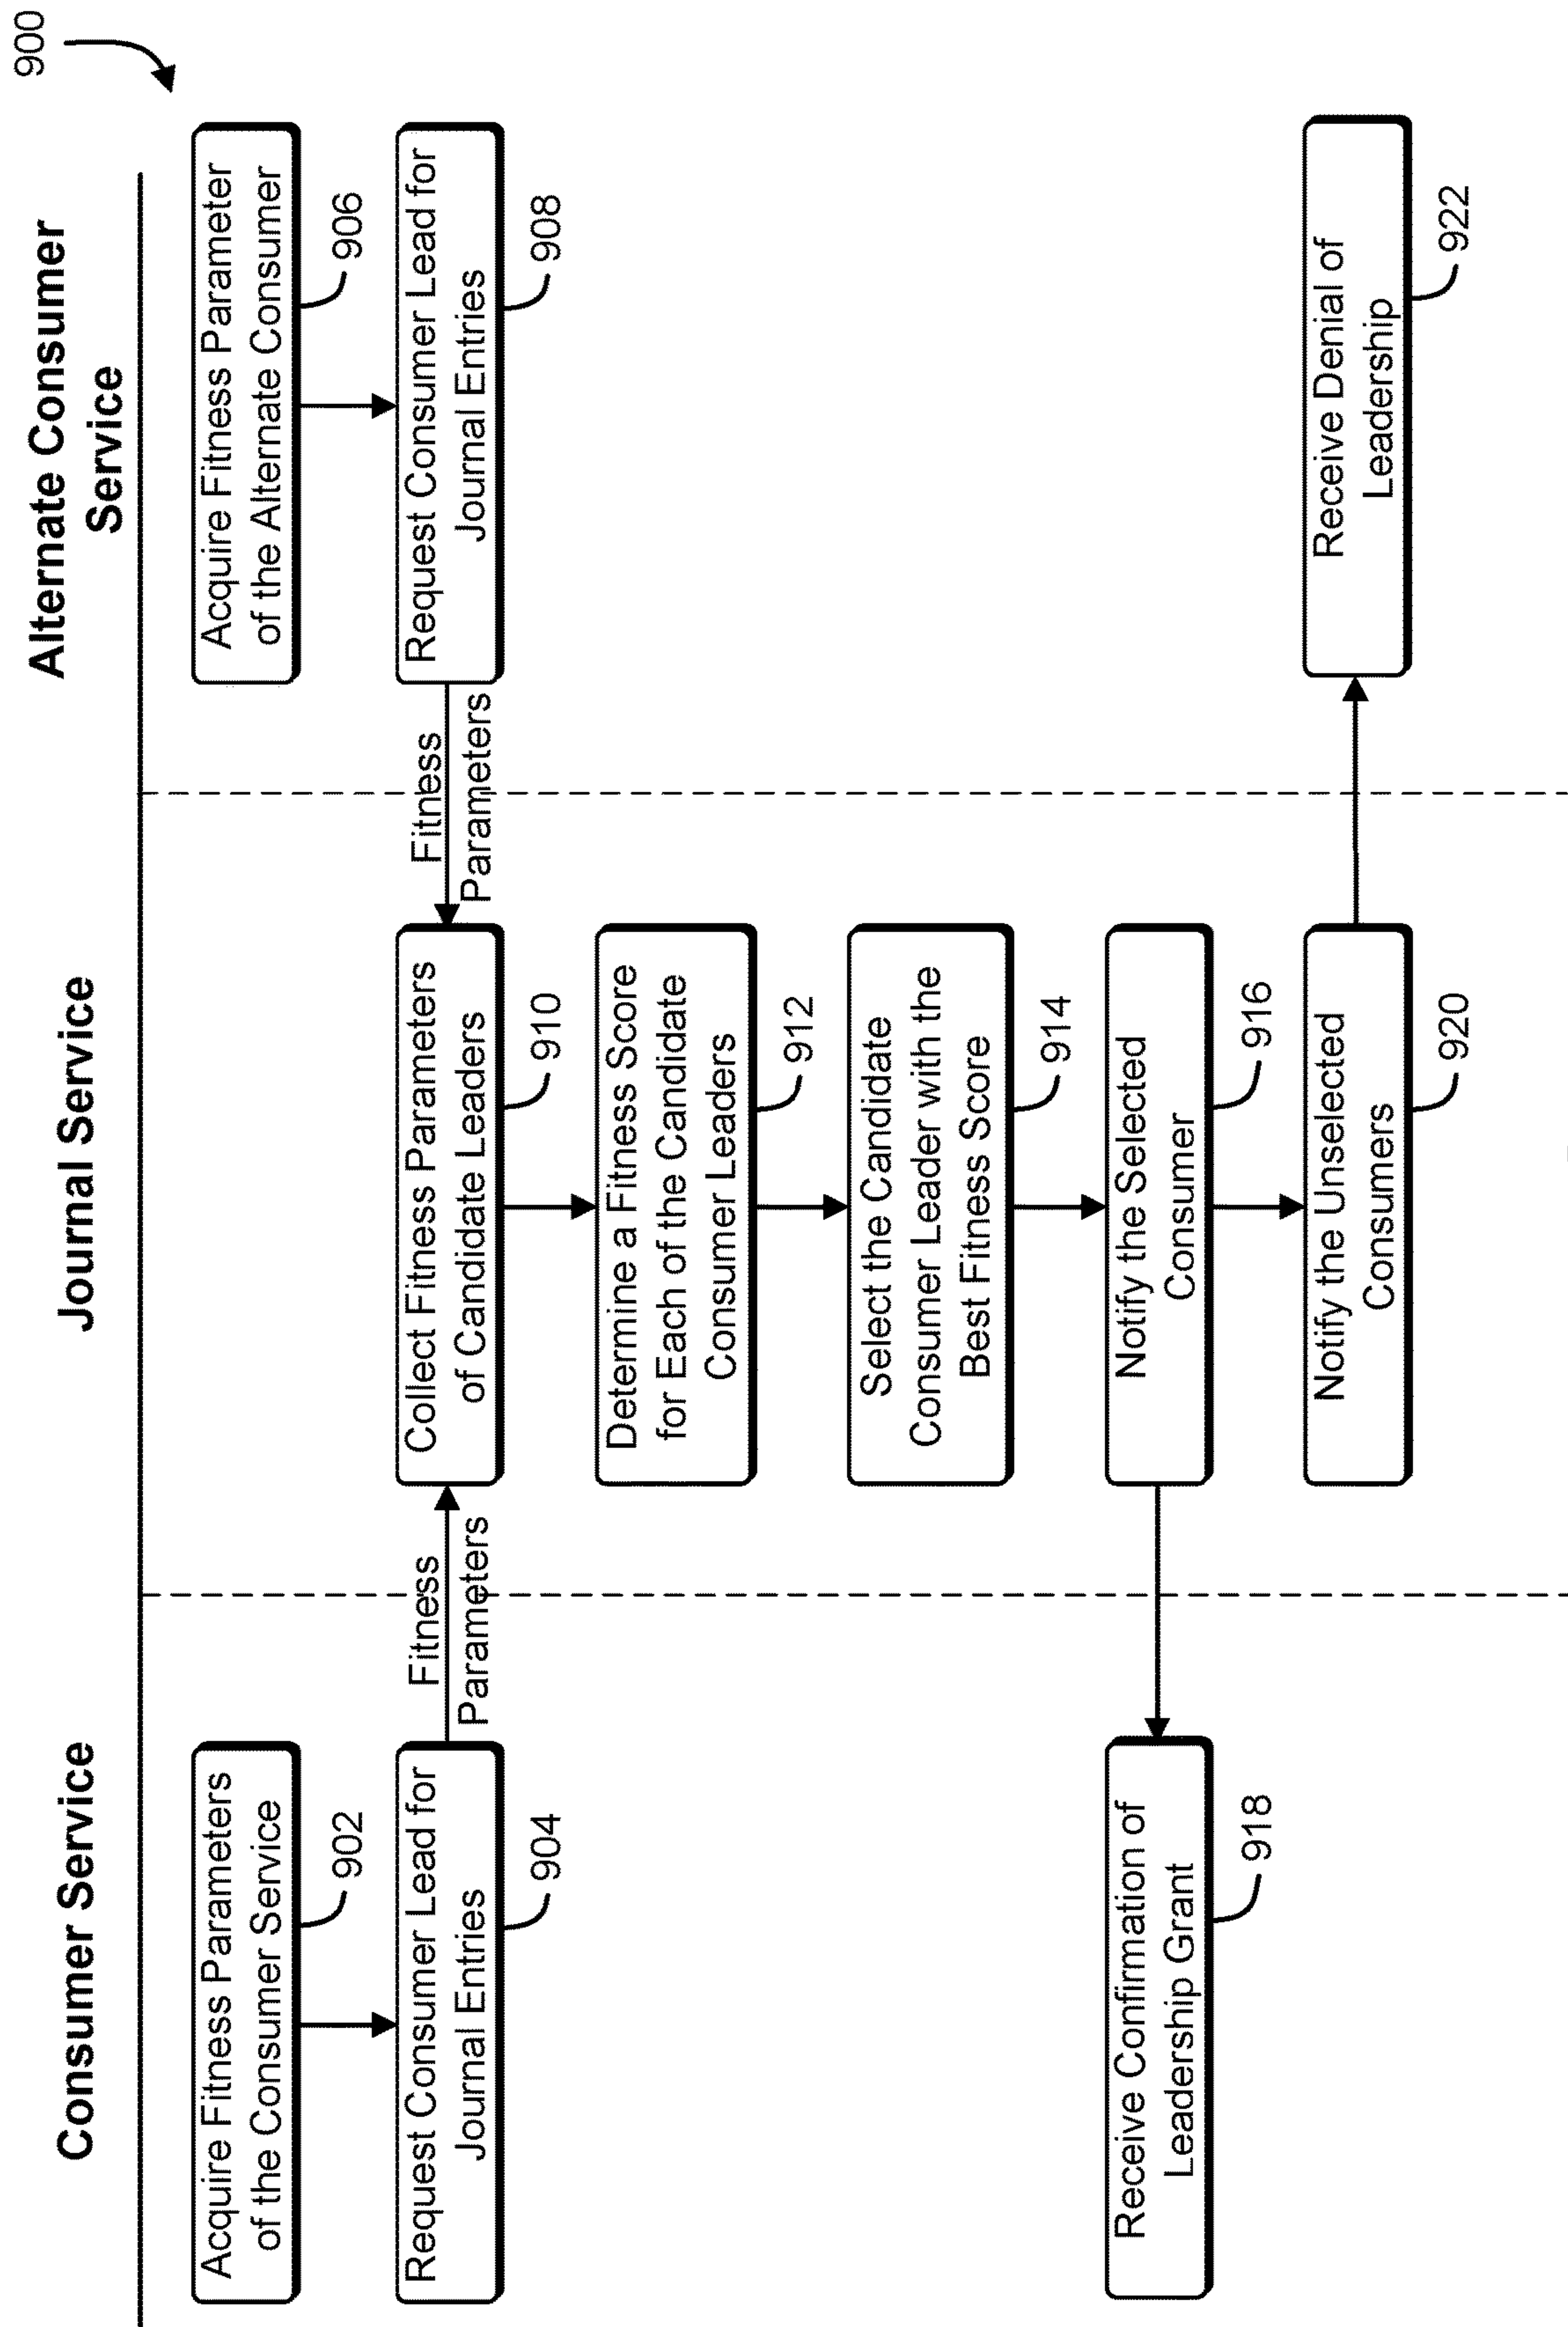 900
Consumer Service
Journal Service
Alternate Consumer
Service
Acquire Fitness Parameters
of the Consumer Service
902
Acquire Fitness Parameter
of the Alternate Consumer
906
Request Consumer Lead for
Journal Entries
904
Fitness
Parameters
Collect Fitness Parameters
of Candidate Leaders
910
Fitness
Parameters
Request Consumer Lead for
Journal Entries
908
Determine a Fitness Score
for Each of the Candidate
Consumer Leaders
912
Select the Candidate
Consumer Leader with the
Best Fitness Score
914
Receive Confirmation of
Leadership Grant
918
Notify the Selected
Consumer
916
Notify the Unselected
Consumers
920
Receive Denial of
Leadership
922